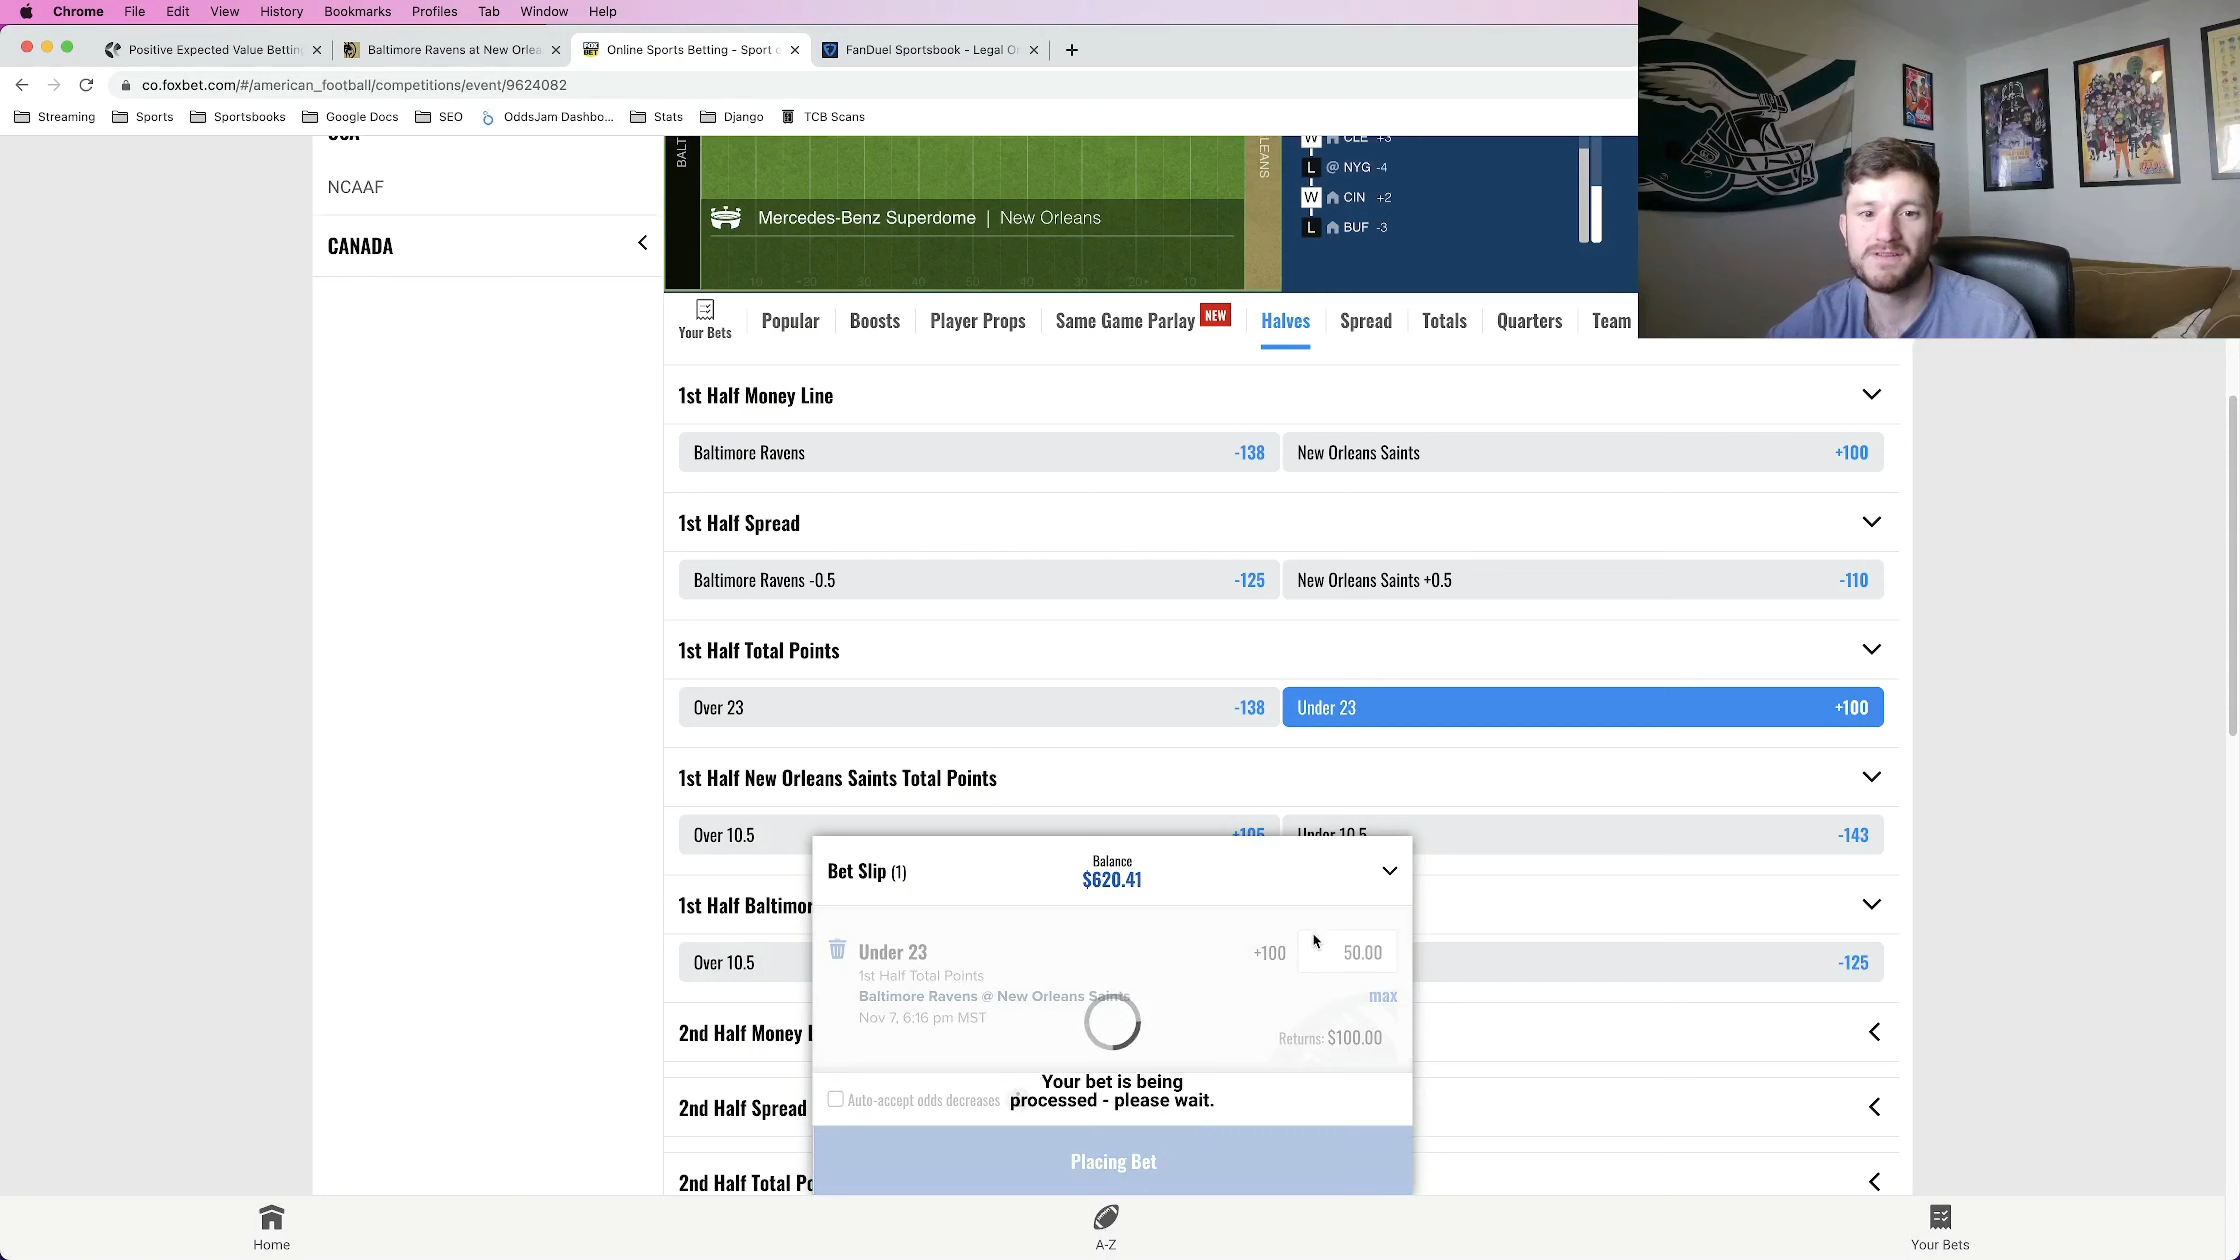 Chrome File Edit View History Bookmarks Profiles Tab Window Help
Positive Expected Value Betting
Baltimore Ravens at New Orlea
Online Sports Betting - Sport o
FanDuel Sportsbook - Legal On
co.foxbet.com/#/american_football/competitions/event/9624082
Streaming Sports Sportsbooks Google Docs SEO OddsJam Dashbo... Stats Django TCB Scans
NCAAF
CANADA
BALT
LEANS
Mercedes-Benz Superdome | New Orleans
W CLE +3
L @ NYG -4
W CIN +2
L BUF -3
Your Bets
Popular
Boosts
Player Props
Same Game Parlay NEW
Halves
Spread
Totals
Quarters
Team
1st Half Money Line
Baltimore Ravens -138 New Orleans Saints +100
1st Half Spread
Baltimore Ravens -0.5 -125 New Orleans Saints +0.5 -110
1st Half Total Points
Over 23 -138 Under 23 +100
1st Half New Orleans Saints Total Points
Over 10.5 +105 Under 10.5 -143
1st Half Baltimor
Over 10.5 -125
2nd Half Money
2nd Half Spread
2nd Half Total Po
Bet Slip (1)
Balance
$620.41
Under 23 +100 50.00
1st Half Total Points
Baltimore Ravens @ New Orleans Saints
max
Nov 7, 6:16 pm MST
Returns: $100.00
Your bet is being
processed - please wait.
Auto-accept odds decreases
Placing Bet
Home
A-Z
Your Bets